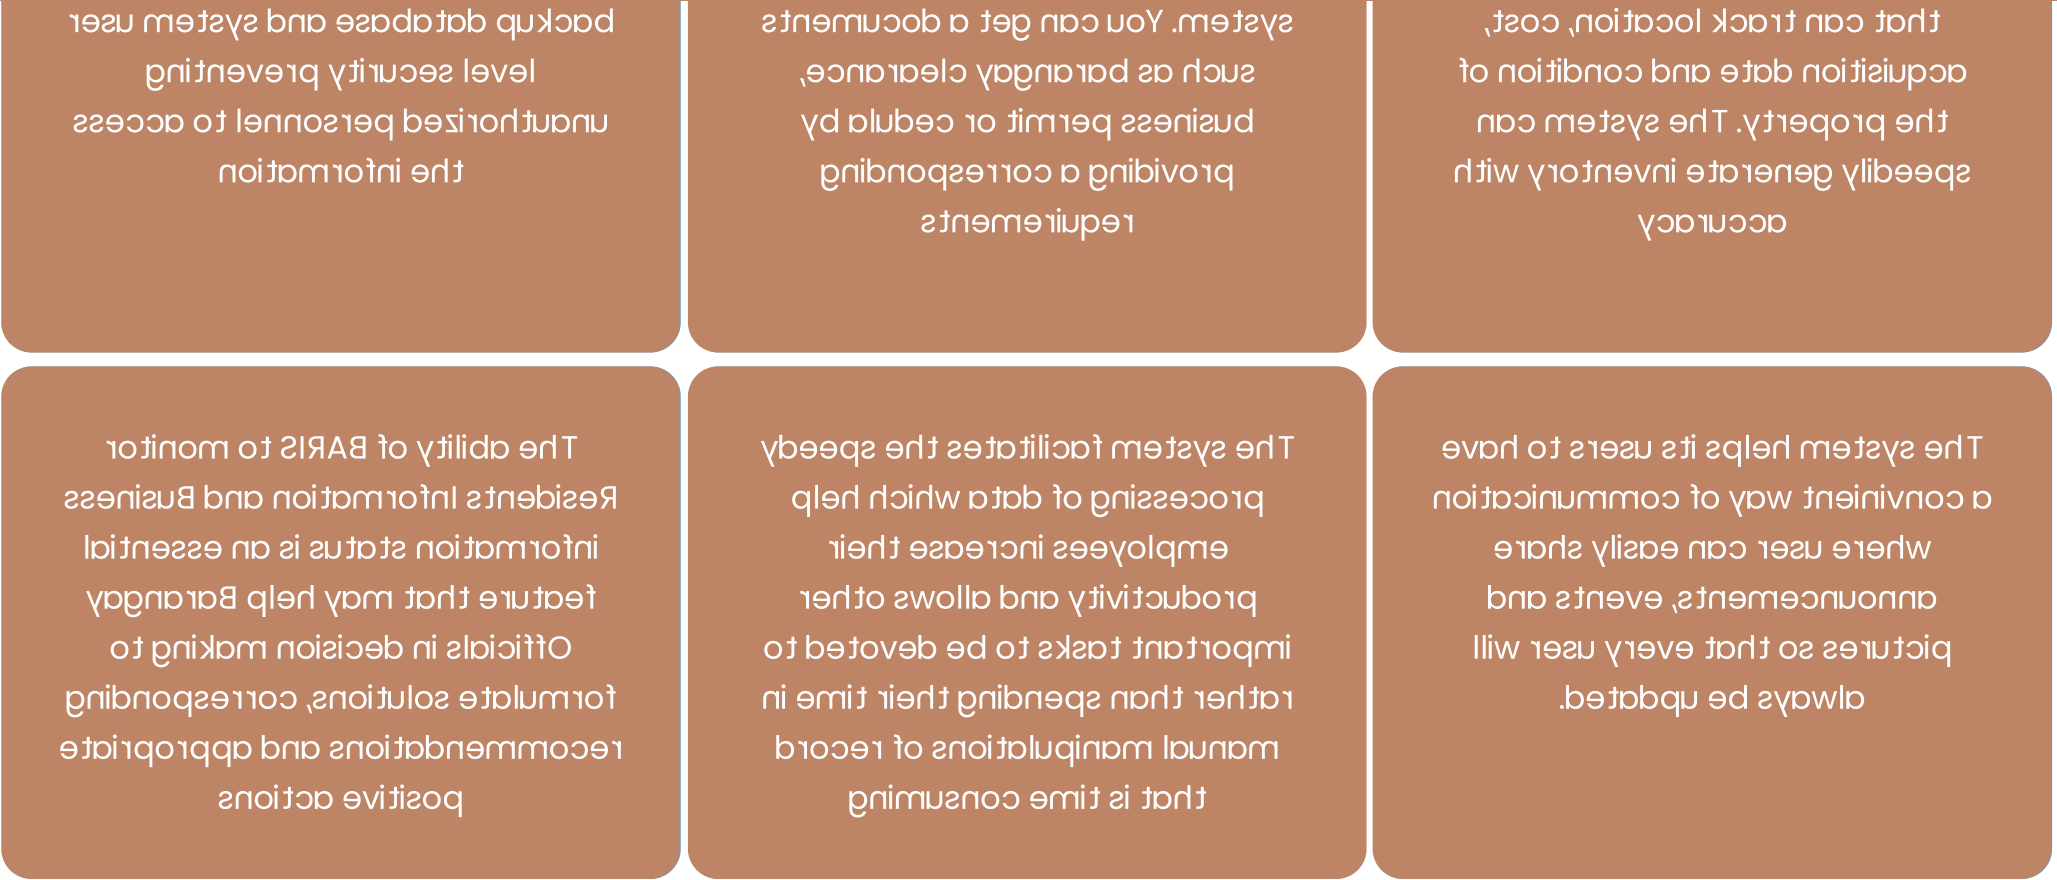 that can track location, cost,
acquisition date and condition of
the property. The system can
speedily generate inventory with
accuracy
system. You can get a documents
such as barangay clearance,
business permit or cedula by
providing a corresponding
requirements
backup database and system user
level security preventing
unauthorized personnel to access
the information
The system helps its users to have
a convinient way of communication
where user can easily share
announcements, events and
pictures so that every user will
always be updated.
The system facilitates the speedy
processing of data which help
employees increase their
productivity and allows other
important tasks to be devoted to
rather than spending their time in
manual manipulations of record
that is time consuming
The ability of BARIS to monitor
Residents Information and Business
information status is an essential
feature that may help Barangay
Officials in decision making to
formulate solutions, corresponding
recommendations and appropriate
positive actions